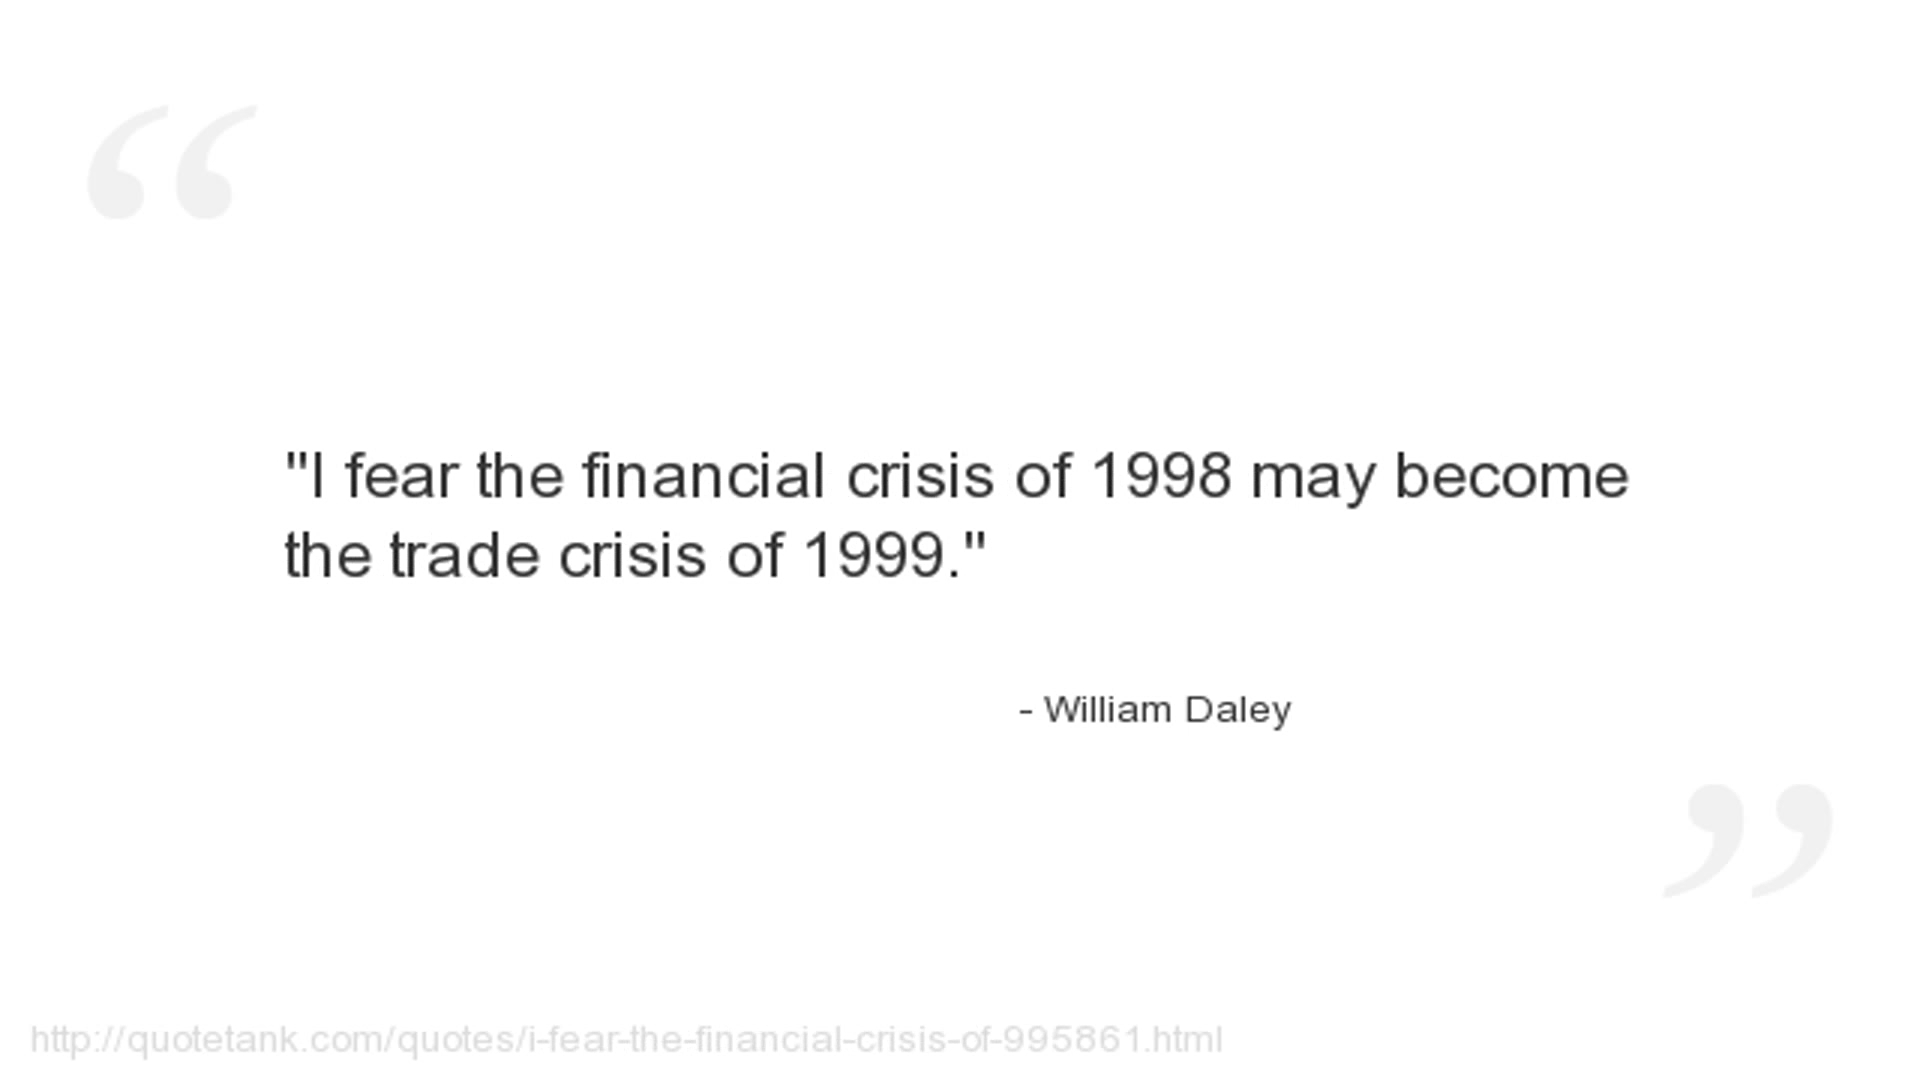 "I fear the financial crisis of 1998 may become
the trade crisis of 1999."
- William Daley
http://quotetank.com/quotes/i-fear-the-financial-crisis-of-995861.html